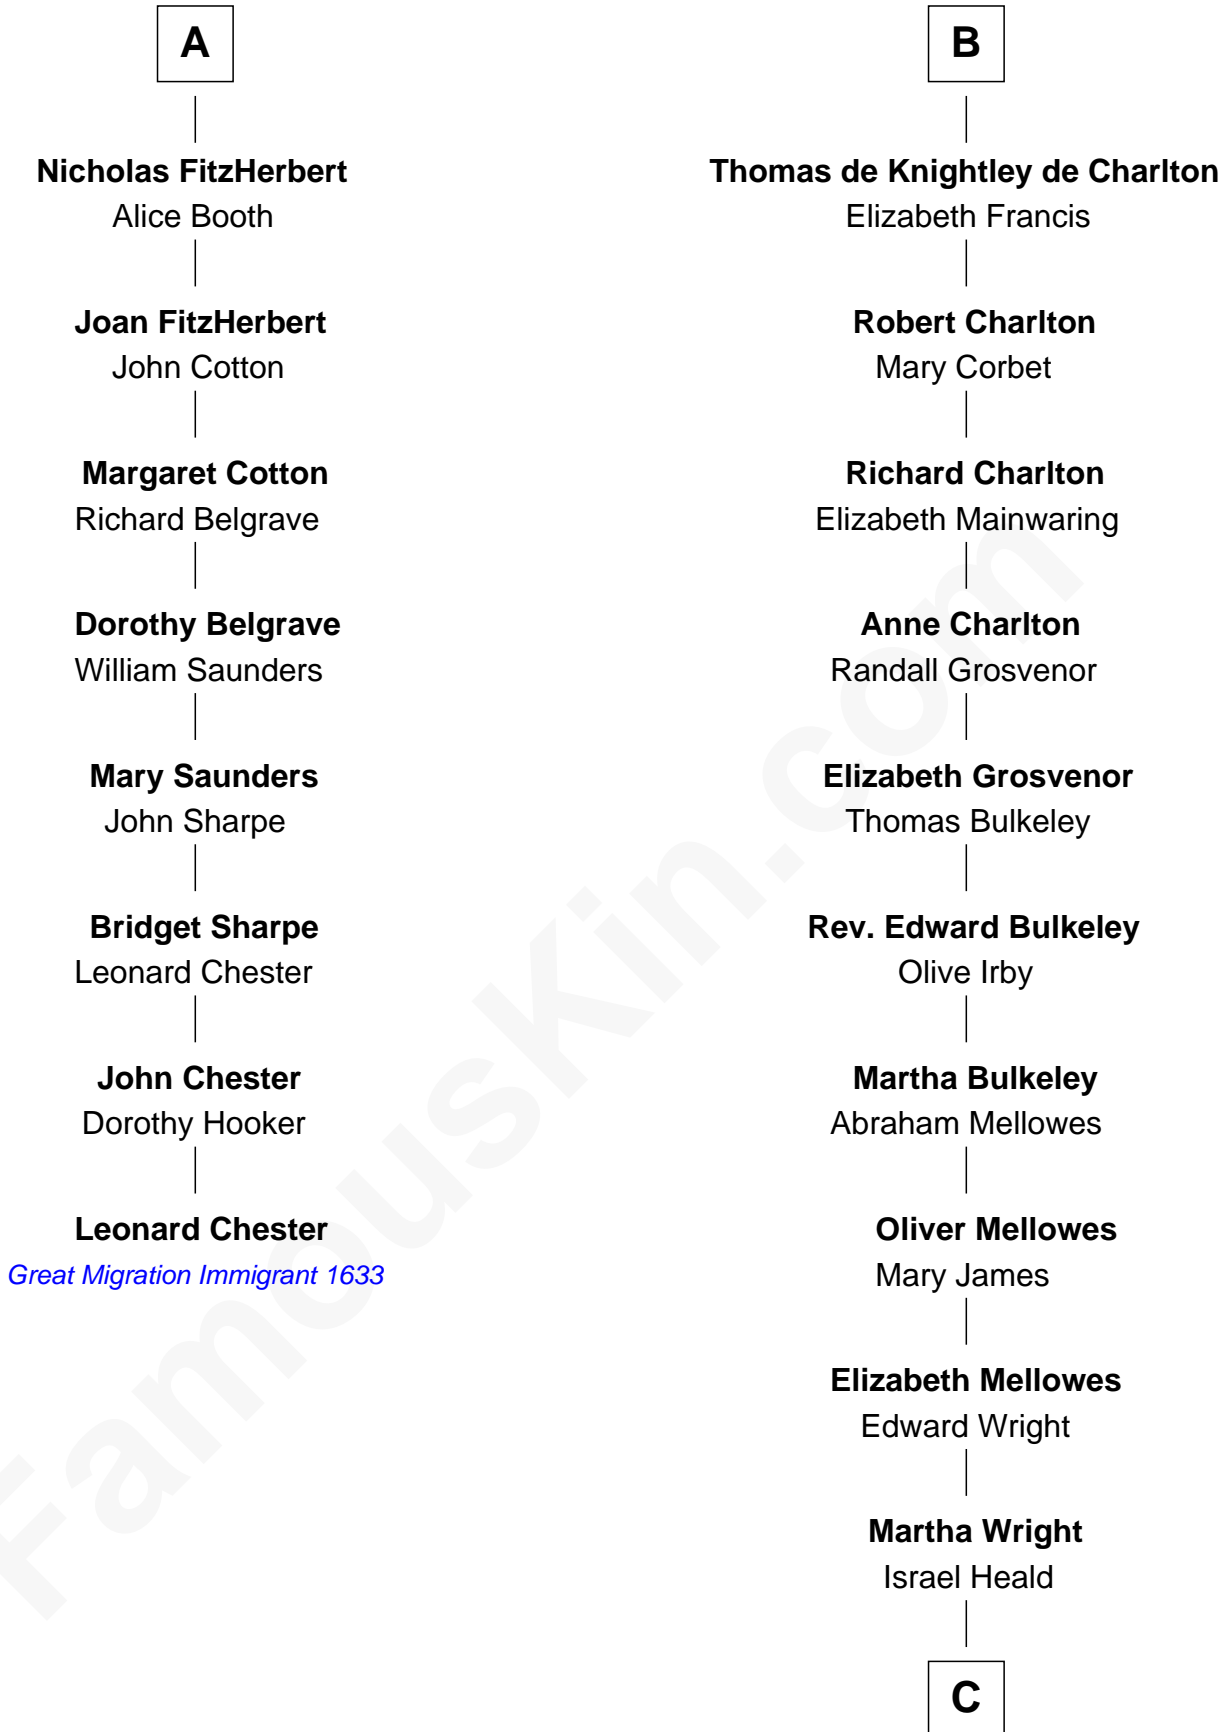 A
Nicholas FitzHerbert
Alice Booth
Joan FitzHerbert
John Cotton
Margaret Cotton
Richard Belgrave
Dorothy Belgrave
William Saunders
Mary Saunders
John Sharpe
Bridget Sharpe
Leonard Chester
John Chester
Dorothy Hooker
Leonard Chester
Great Migration Immigrant 1633
B
Thomas de Knightley de Charlton
Elizabeth Francis
Robert Charlton
Mary Corbet
Richard Charlton
Elizabeth Mainwaring
Anne Charlton
Randall Grosvenor
Elizabeth Grosvenor
Thomas Bulkeley
Rev. Edward Bulkeley
Olive Irby
Martha Bulkeley
Abraham Mellowes
Oliver Mellowes
Mary James
Elizabeth Mellowes
Edward Wright
Martha Wright
Israel Heald
C
FamousKin.com